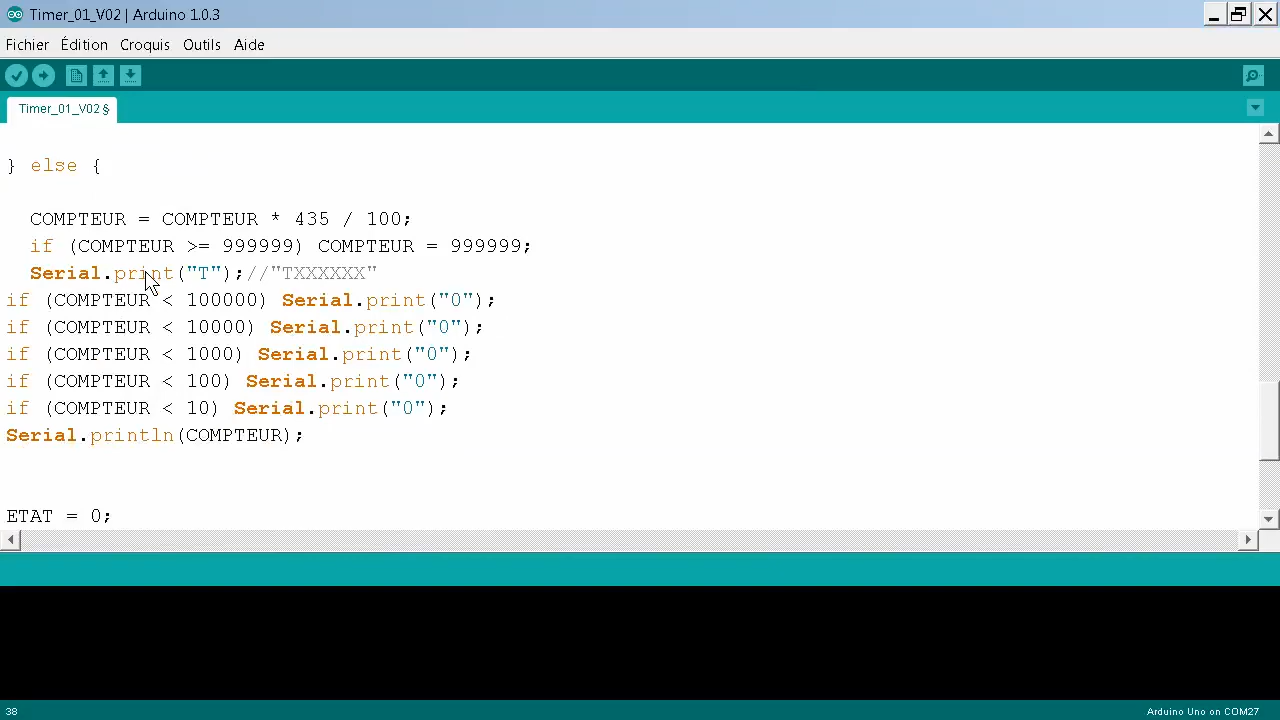 Timer_01_V02 | Arduino 1.0.3
Fichier Édition Croquis Outils Aide
Timer_01_V02 §
} else {
COMPTEUR = COMPTEUR * 435 / 100;
if (COMPTEUR >= 999999) COMPTEUR = 999999;
Serial.print("T");//"TXXXXXX"
if (COMPTEUR < 100000) Serial.print("0");
if (COMPTEUR < 10000) Serial.print("0");
if (COMPTEUR < 1000) Serial.print("0");
if (COMPTEUR < 100) Serial.print("0");
if (COMPTEUR < 10) Serial.print("0");
Serial.println(COMPTEUR);
ETAT = 0;
38 Arduino Uno on COM27